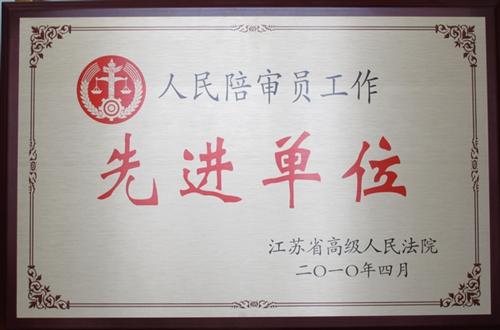 人民陪审员工作
先进单位
江苏省高级人民法院
二〇一〇年四月